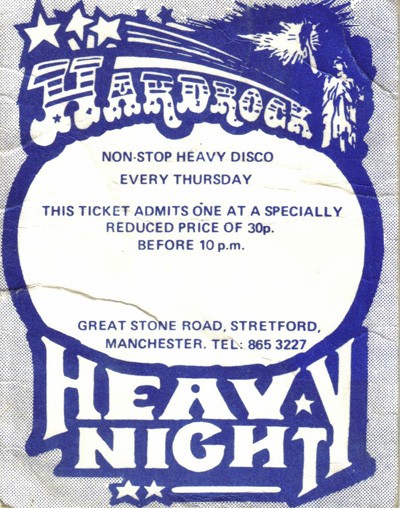 HARDROCK
NON-STOP HEAVY DISCO
EVERY THURSDAY
THIS TICKET ADMITS ONE AT A SPECIALLY
REDUCED PRICE OF 30p.
BEFORE 10 p.m.
GREAT STONE ROAD, STRETFORD,
MANCHESTER. TEL: 865 3227
HEAVY
NIGHT